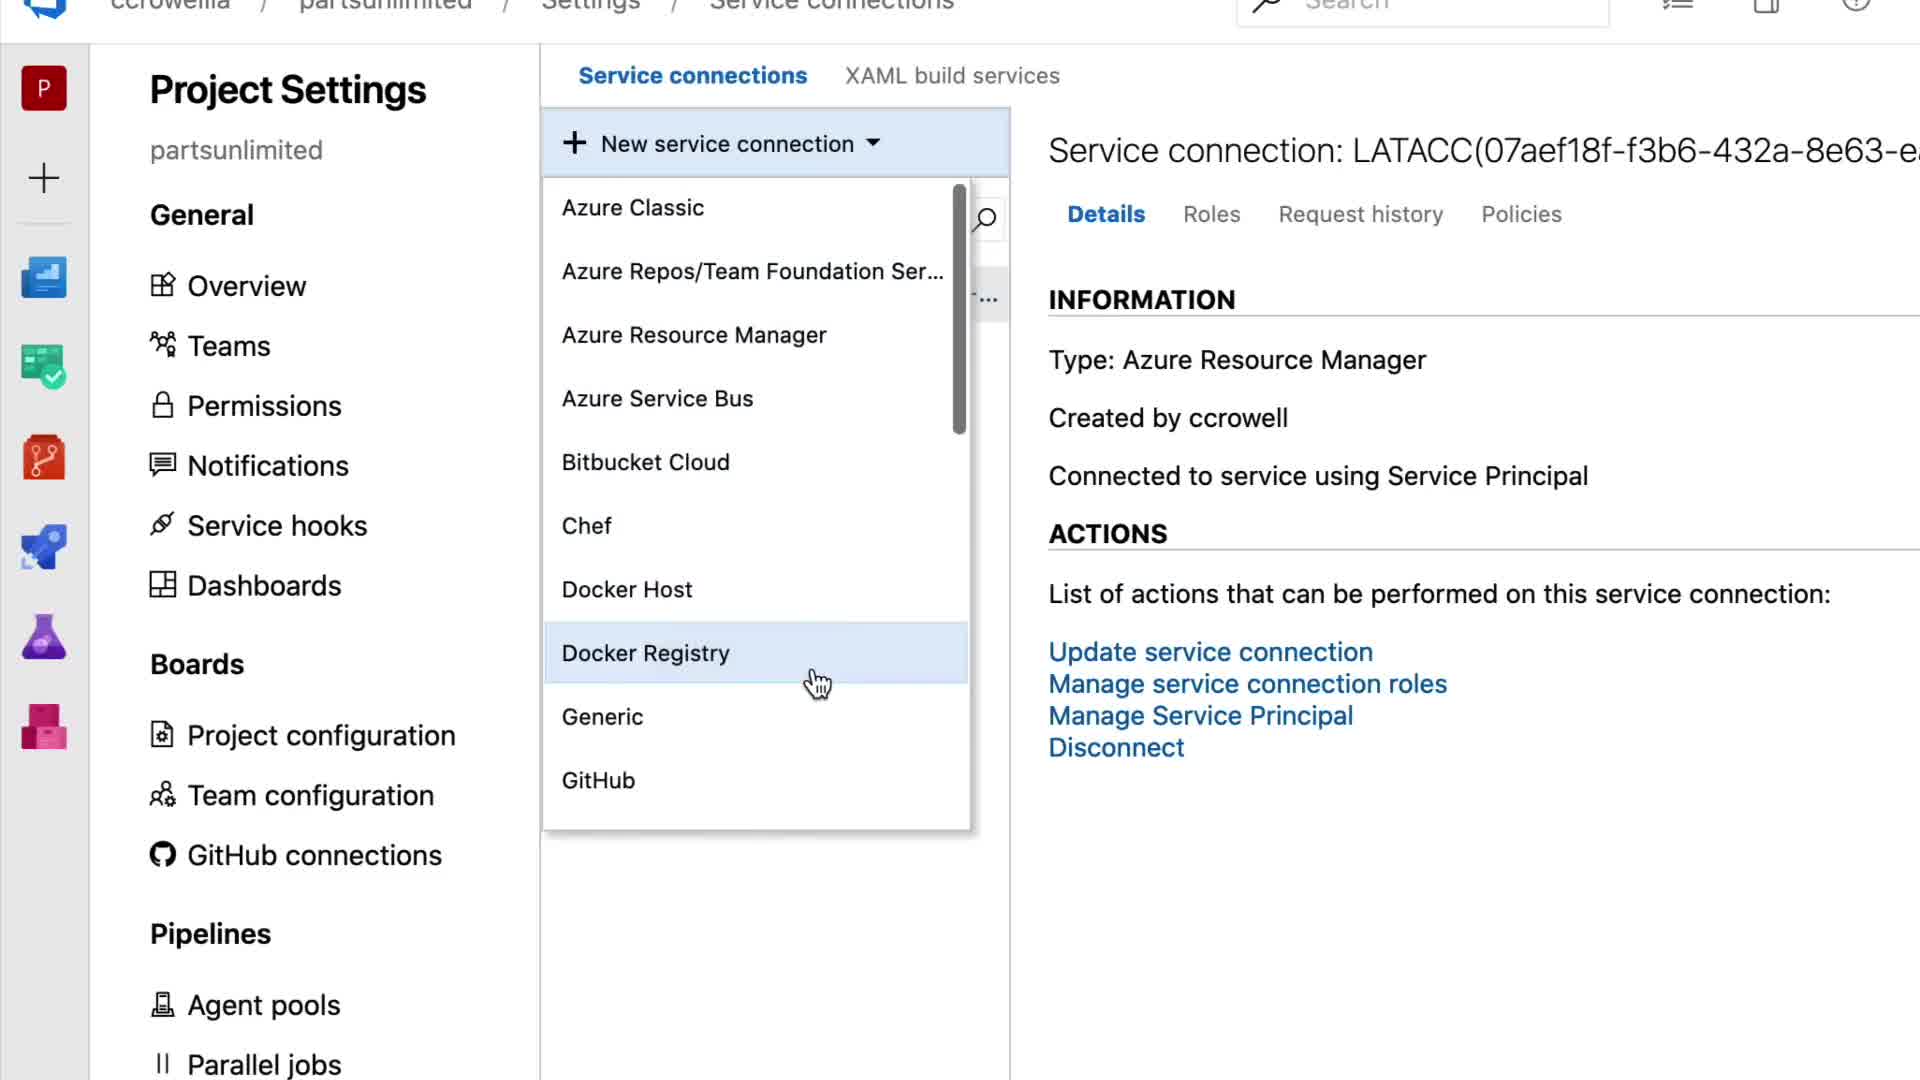 ccrowellla / partsunlimited / Settings / Service connections
Search
P
Project Settings
partsunlimited
General
Overview
Teams
Permissions
Notifications
Service hooks
Dashboards
Boards
Project configuration
Team configuration
GitHub connections
Pipelines
Agent pools
Parallel jobs
Service connections
XAML build services
+ New service connection
Azure Classic
Azure Repos/Team Foundation Ser...
Azure Resource Manager
Azure Service Bus
Bitbucket Cloud
Chef
Docker Host
Docker Registry
Generic
GitHub
Service connection: LATACC(07aef18f-f3b6-432a-8e63-ea
Details
Roles
Request history
Policies
INFORMATION
Type: Azure Resource Manager
Created by ccrowell
Connected to service using Service Principal
ACTIONS
List of actions that can be performed on this service connection:
Update service connection
Manage service connection roles
Manage Service Principal
Disconnect